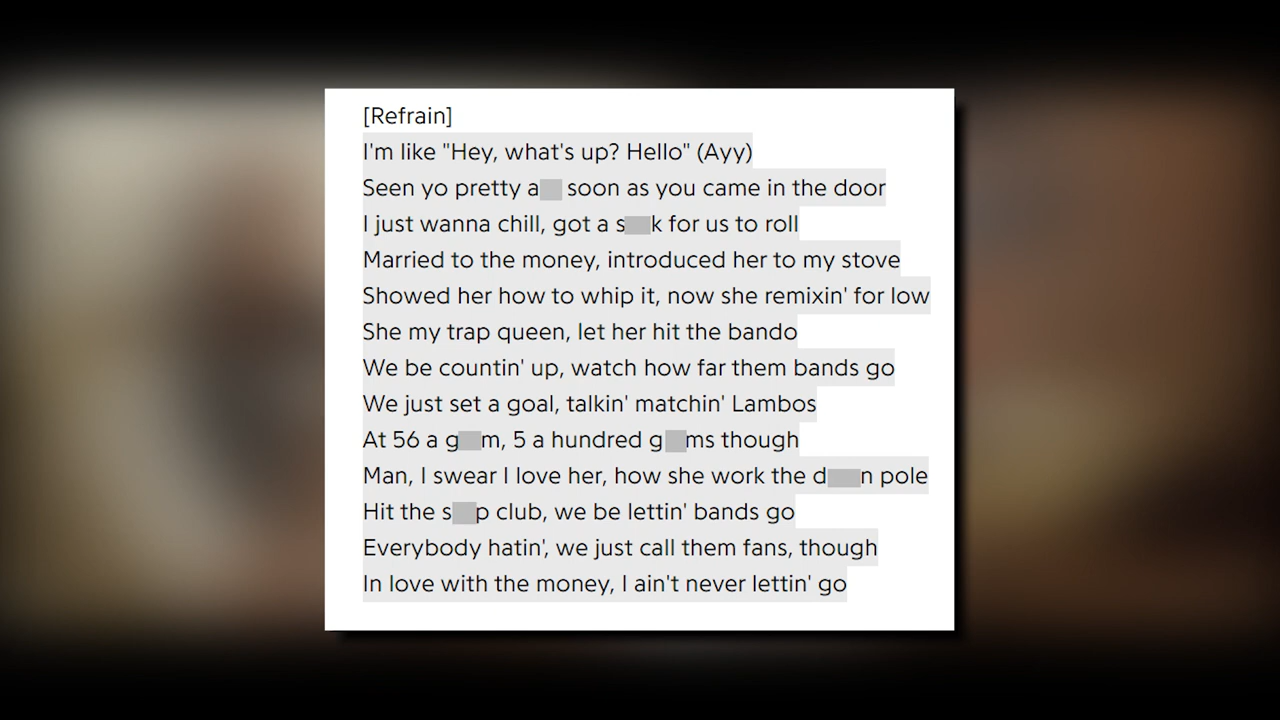 [Refrain]
I'm like "Hey, what's up? Hello" (Ayy)
Seen yo pretty soon as you came in the door
I just wanna chill, got a for us to roll
Married to the money, introduced her to my stove
Showed her how to whip it, now she remixin' for low
She my trap queen, let her hit the bando
We be countin' up, watch how far them bands go
We just set a goal, talkin' matchin' Lambos
At 56 a 5 a hundred though
Man, I swear I love her, how she work the pole
Hit the club, we be lettin' bands go
Everybody hatin', we just call them fans, though
In love with the money, I ain't never lettin' go